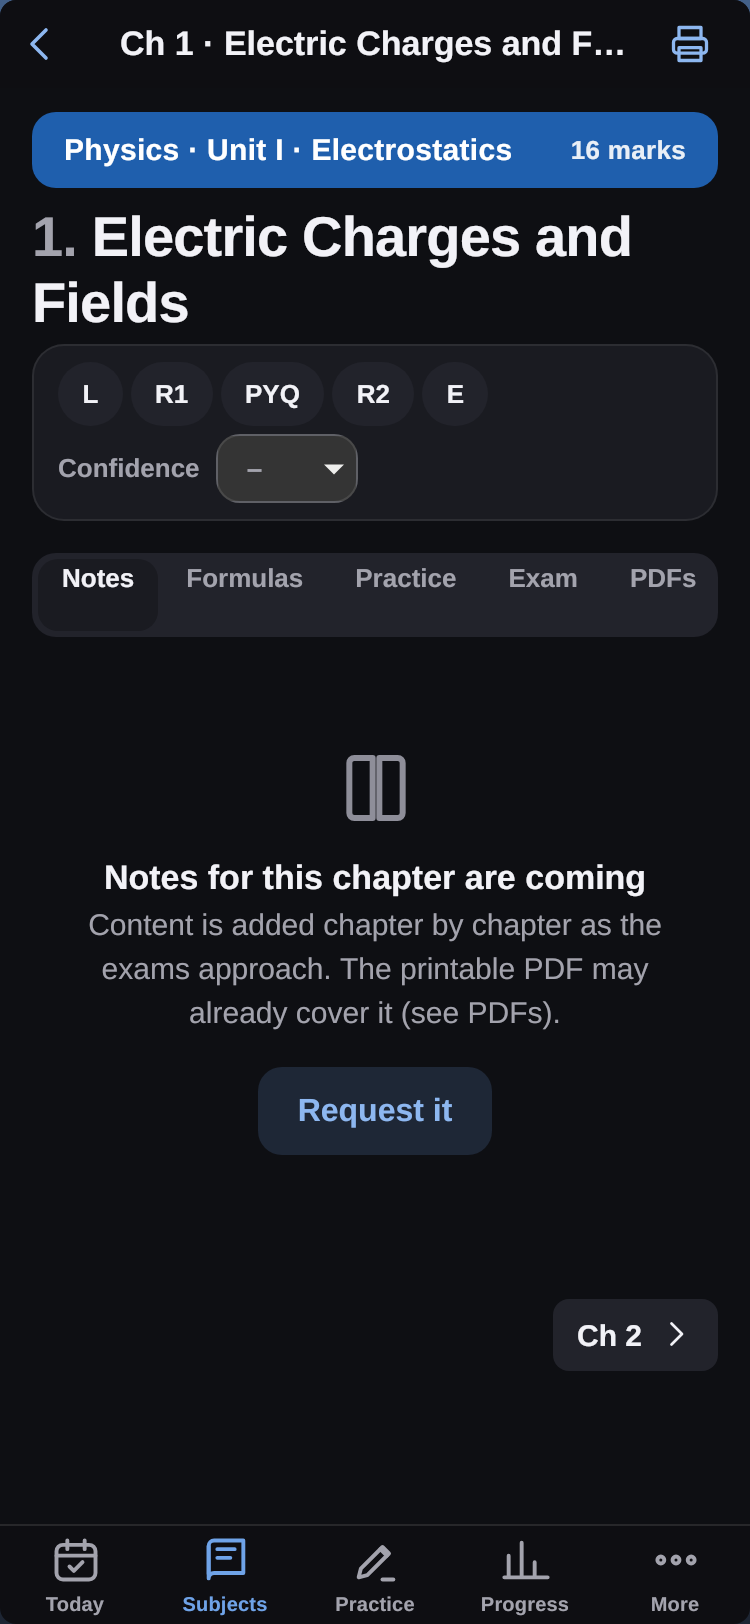 Ch 1 · Electric Charges and F…
Physics · Unit I · Electrostatics 16 marks
1. Electric Charges and
Fields
L R1 PYQ R2 E
Confidence –
Notes Formulas Practice Exam PDFs
Notes for this chapter are coming
Content is added chapter by chapter as the
exams approach. The printable PDF may
already cover it (see PDFs).
Request it
Ch 2
Today Subjects Practice Progress More